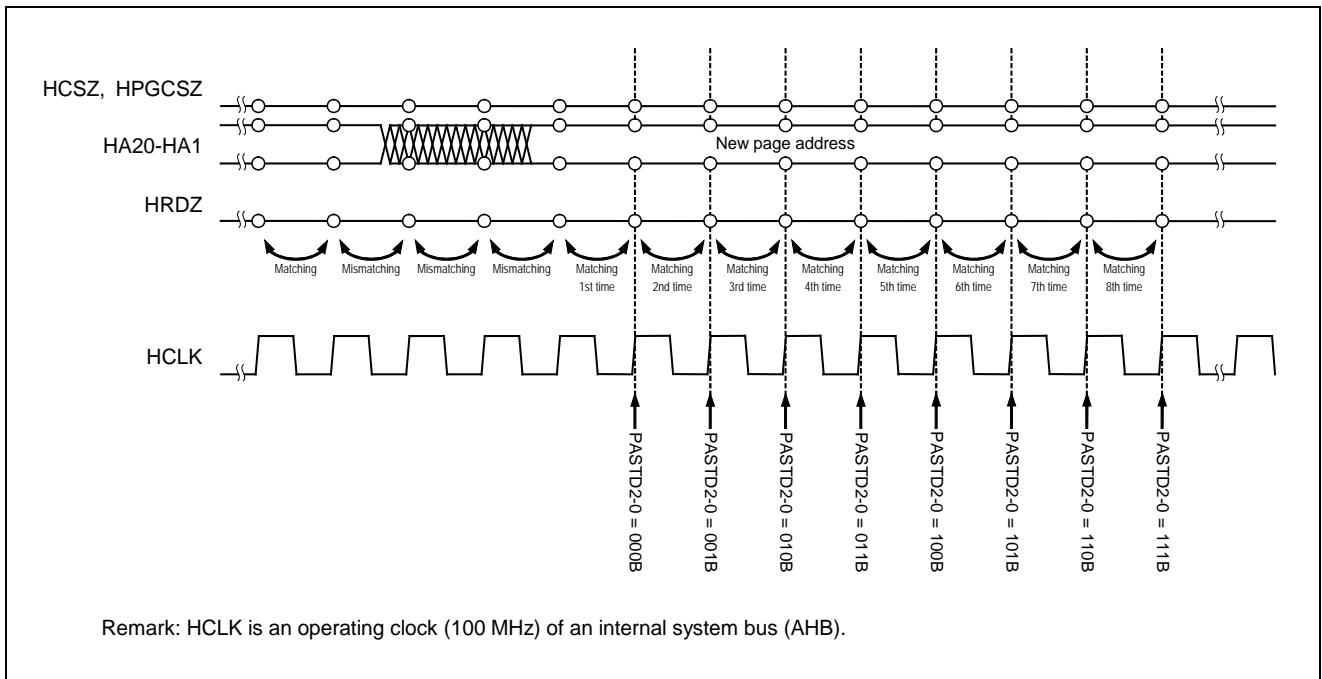 HCSZ, HPGCSZ
HA20-HA1
New page address
HRDZ
Matching
Mismatching
Mismatching
Mismatching
Matching
1st time
Matching
2nd time
Matching
3rd time
Matching
4th time
Matching
5th time
Matching
6th time
Matching
7th time
Matching
8th time
HCLK
PASTD2-0 = 000B
PASTD2-0 = 001B
PASTD2-0 = 010B
PASTD2-0 = 011B
PASTD2-0 = 100B
PASTD2-0 = 101B
PASTD2-0 = 110B
PASTD2-0 = 111B
Remark: HCLK is an operating clock (100 MHz) of an internal system bus (AHB).